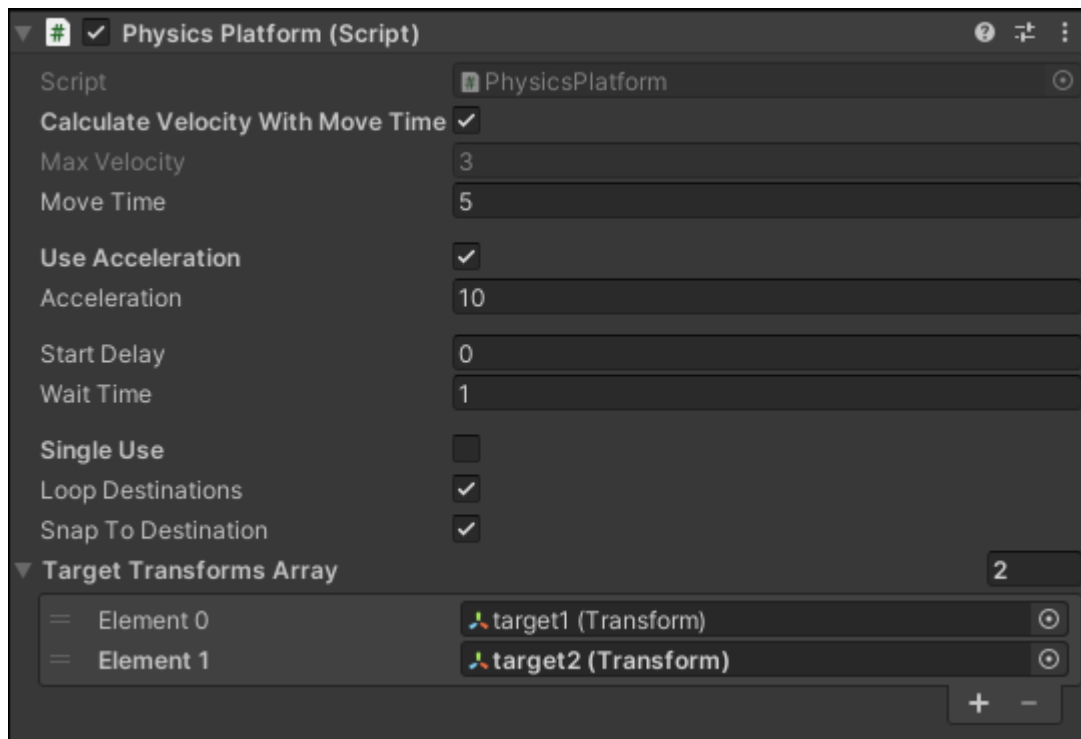 Physics Platform (Script)
Script PhysicsPlatform
Calculate Velocity With Move Time
Max Velocity 3
Move Time 5
Use Acceleration
Acceleration 10
Start Delay 0
Wait Time 1
Single Use
Loop Destinations
Snap To Destination
Target Transforms Array 2
Element 0 target1 (Transform)
Element 1 target2 (Transform)